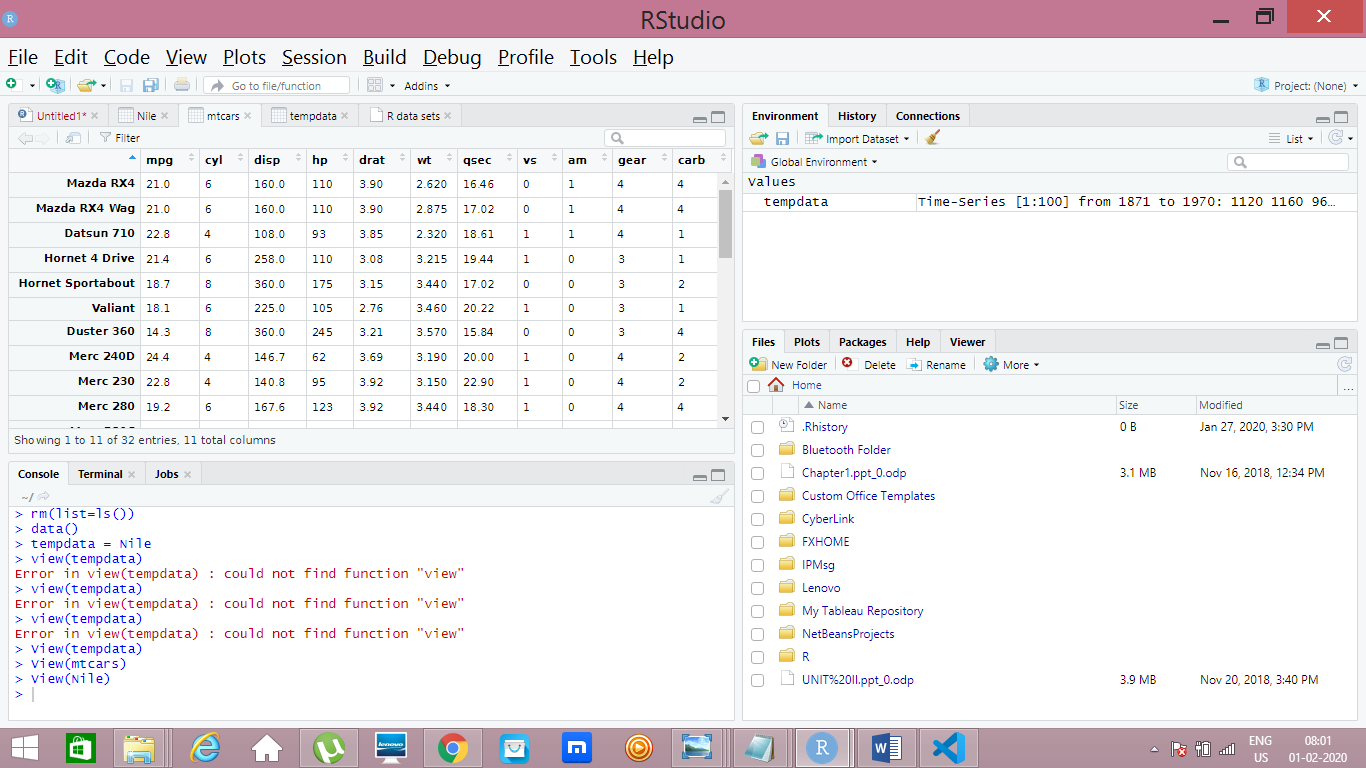 RStudio
File Edit Code View Plots Session Build Debug Profile Tools Help
Go to file/function Addins Project: (None)
Untitled1* Nile mtcars tempdata R data sets
Filter
mpg cyl disp hp drat wt qsec vs am gear carb
Mazda RX4 21.0 6 160.0 110 3.90 2.620 16.46 0 1 4 4
Mazda RX4 Wag 21.0 6 160.0 110 3.90 2.875 17.02 0 1 4 4
Datsun 710 22.8 4 108.0 93 3.85 2.320 18.61 1 1 4 1
Hornet 4 Drive 21.4 6 258.0 110 3.08 3.215 19.44 1 0 3 1
Hornet Sportabout 18.7 8 360.0 175 3.15 3.440 17.02 0 0 3 2
Valiant 18.1 6 225.0 105 2.76 3.460 20.22 1 0 3 1
Duster 360 14.3 8 360.0 245 3.21 3.570 15.84 0 0 3 4
Merc 240D 24.4 4 146.7 62 3.69 3.190 20.00 1 0 4 2
Merc 230 22.8 4 140.8 95 3.92 3.150 22.90 1 0 4 2
Merc 280 19.2 6 167.6 123 3.92 3.440 18.30 1 0 4 4
Showing 1 to 11 of 32 entries, 11 total columns
Console Terminal Jobs
~/
> rm(list=ls())
> data()
> tempdata = Nile
> view(tempdata)
Error in view(tempdata) : could not find function "view"
> view(tempdata)
Error in view(tempdata) : could not find function "view"
> view(tempdata)
Error in view(tempdata) : could not find function "view"
> View(tempdata)
> View(mtcars)
> View(Nile)
>
Environment History Connections
Import Dataset List
Global Environment
Values
tempdata Time-Series [1:100] from 1871 to 1970: 1120 1160 96…
Files Plots Packages Help Viewer
New Folder Delete Rename More
Home ...
Name Size Modified
.Rhistory 0 B Jan 27, 2020, 3:30 PM
Bluetooth Folder
Chapter1.ppt_0.odp 3.1 MB Nov 16, 2018, 12:34 PM
Custom Office Templates
CyberLink
FXHOME
IPMsg
Lenovo
My Tableau Repository
NetBeansProjects
R
UNIT%20II.ppt_0.odp 3.9 MB Nov 20, 2018, 3:40 PM
lenovo
ENG 08:01
US 01-02-2020